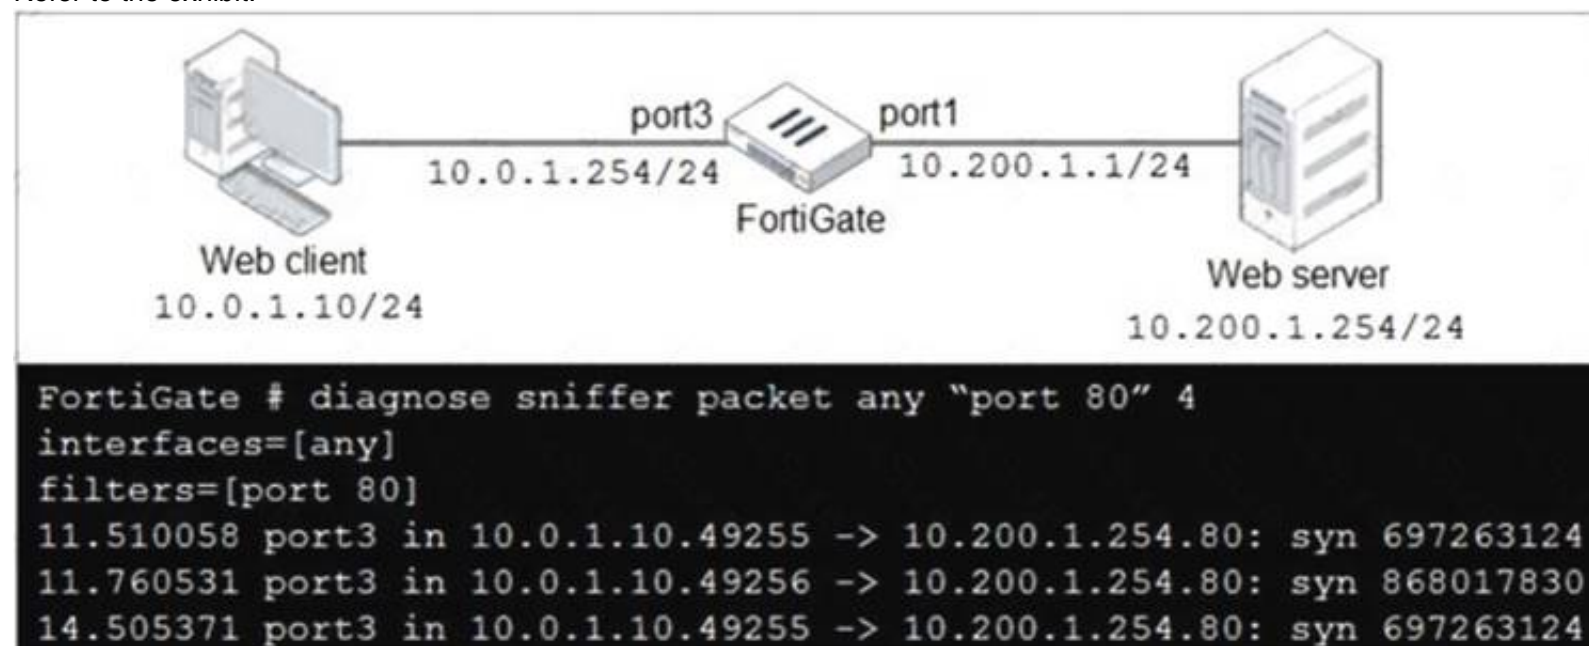 Refer to the exhibit.
port3
port1
10.0.1.254/24
10.200.1.1/24
FortiGate
Web client
10.0.1.10/24
Web server
10.200.1.254/24
FortiGate # diagnose sniffer packet any “port 80” 4
interfaces=[any]
filters=[port 80]
11.510058 port3 in 10.0.1.10.49255 -> 10.200.1.254.80: syn 697263124
11.760531 port3 in 10.0.1.10.49256 -> 10.200.1.254.80: syn 868017830
14.505371 port3 in 10.0.1.10.49255 -> 10.200.1.254.80: syn 697263124